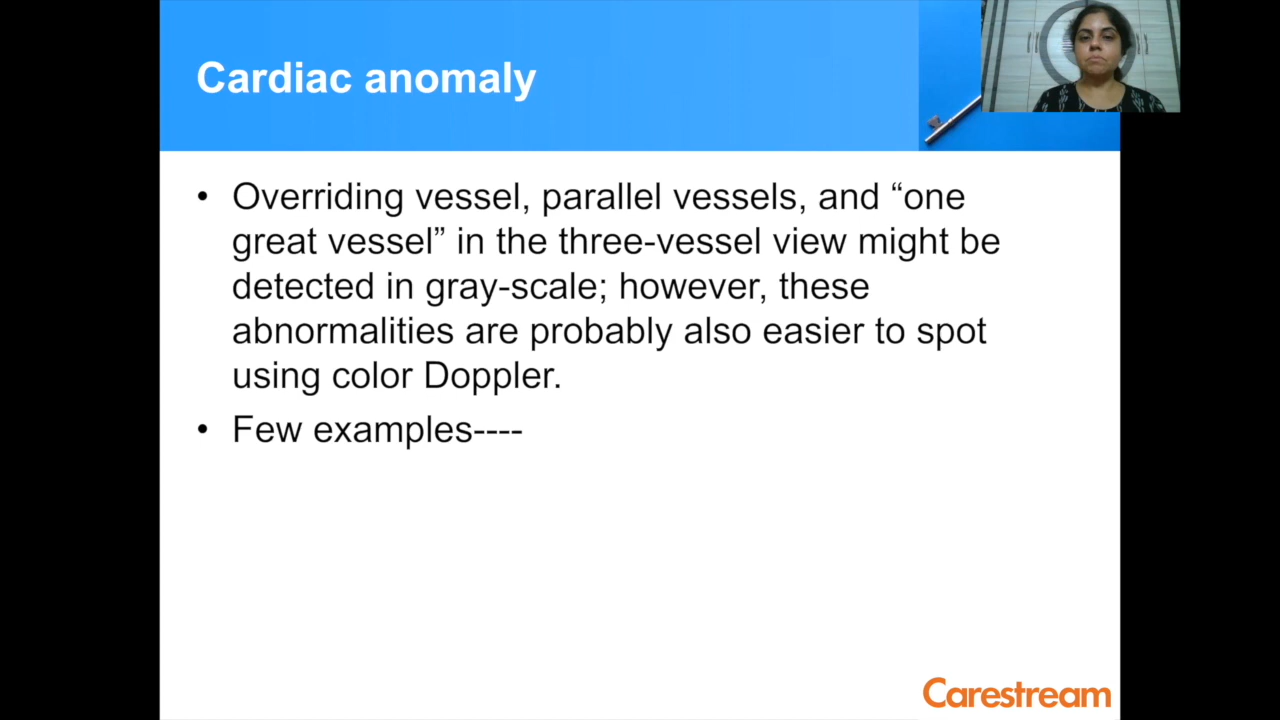 Cardiac anomaly
• Overriding vessel, parallel vessels, and “one
great vessel” in the three-vessel view might be
detected in gray-scale; however, these
abnormalities are probably also easier to spot
using color Doppler.
• Few examples----
Carestream